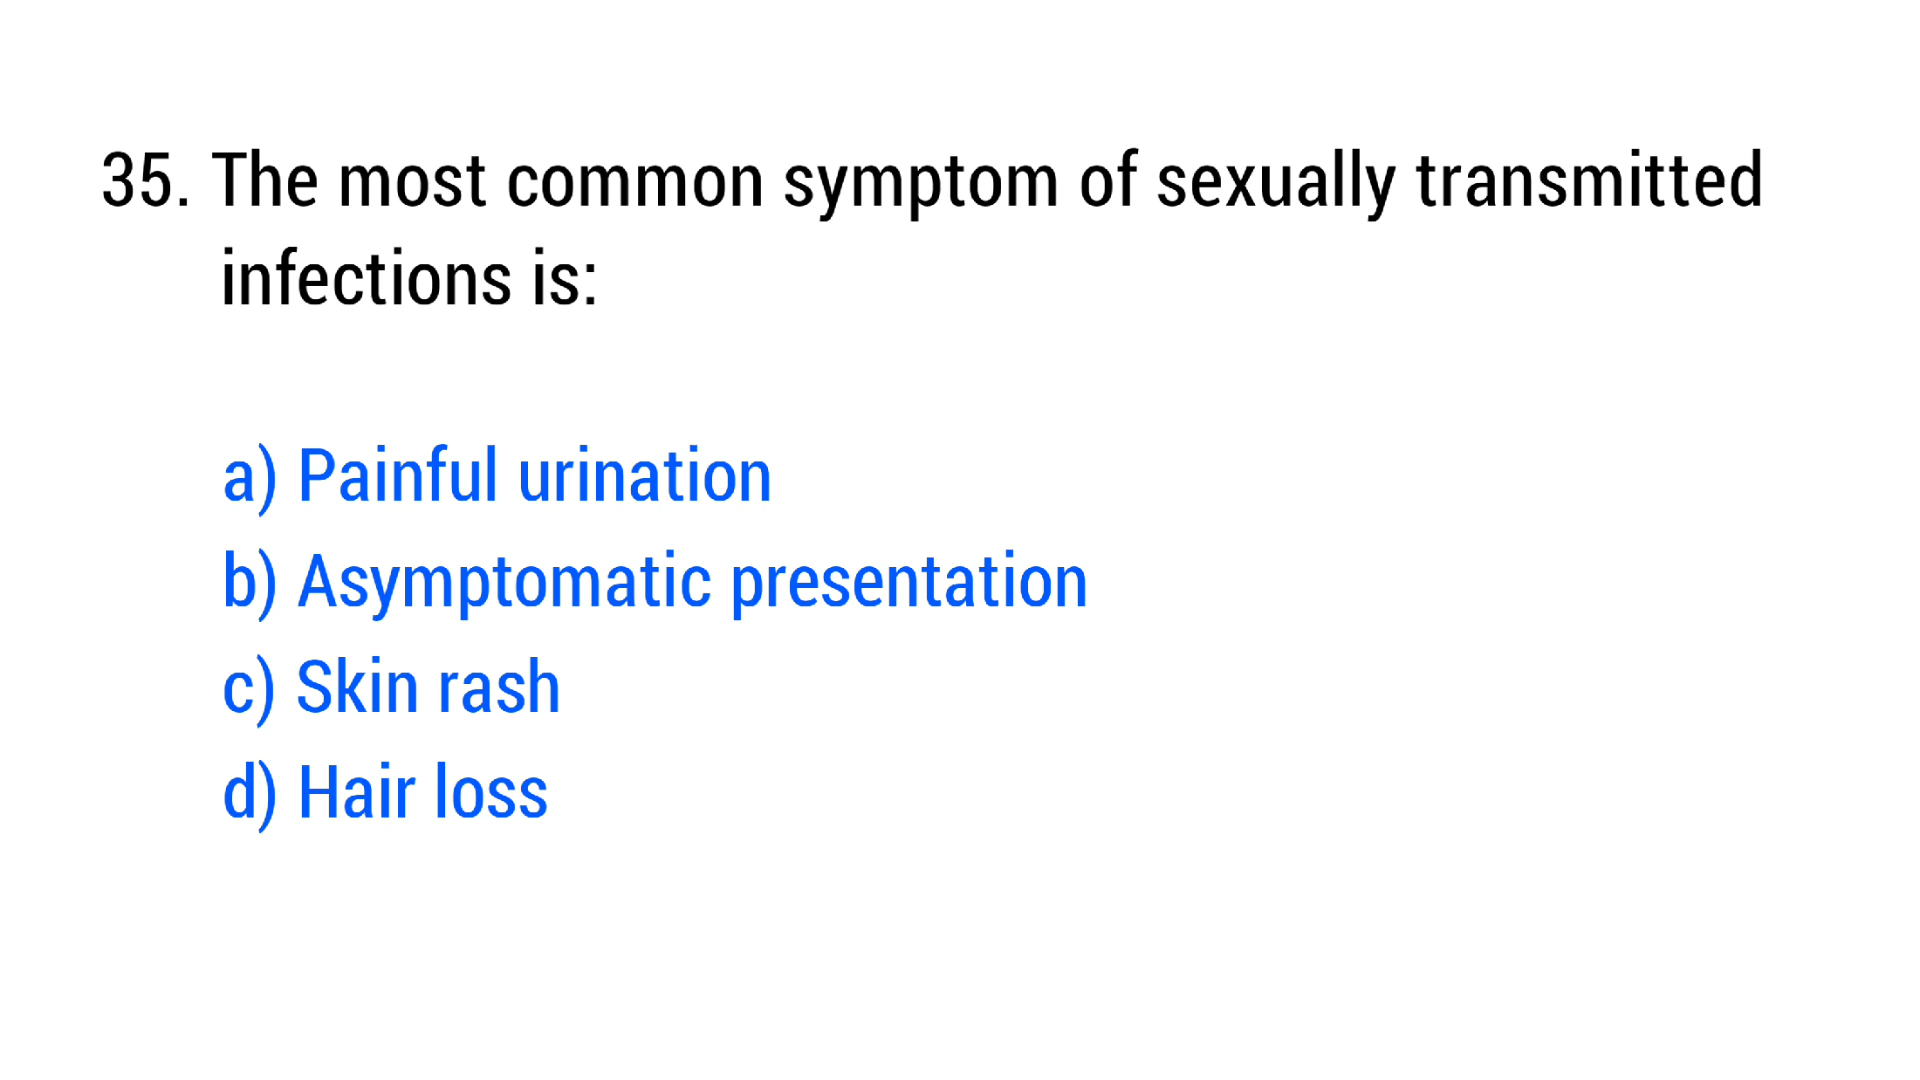 35. The most common symptom of sexually transmitted
infections is:
a) Painful urination
b) Asymptomatic presentation
c) Skin rash
d) Hair loss